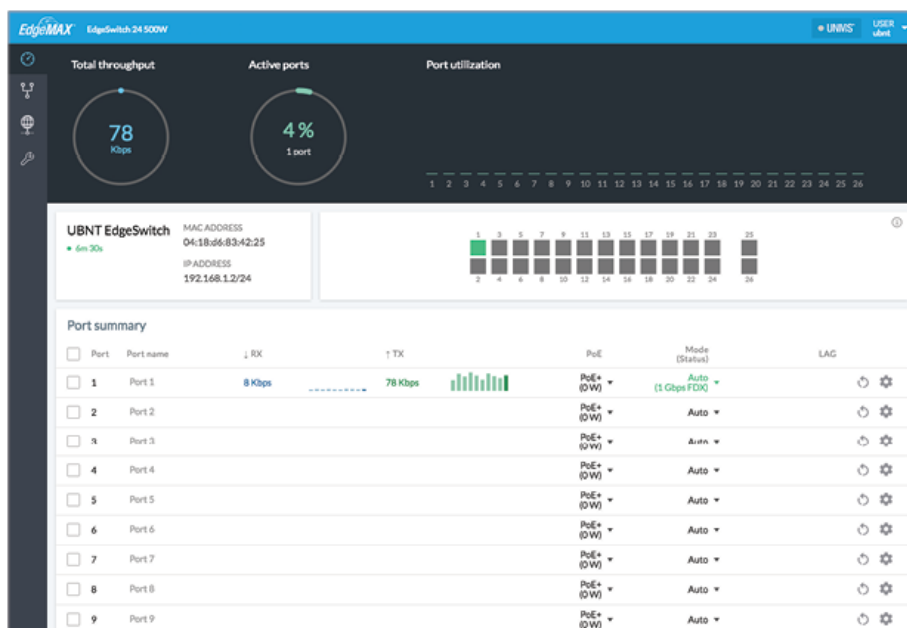 EdgeMAX EdgeSwitch 24 500W UNMS USER
ubnt
Total throughput Active ports Port utilization
78
Kbps
4 %
1 port
1 2 3 4 5 6 7 8 9 10 11 12 13 14 15 16 17 18 19 20 21 22 23 24 25 26
UBNT EdgeSwitch
6m 30s
MAC ADDRESS
04:18:d6:83:42:25
IP ADDRESS
192.168.1.2/24
1 3 5 7 9 11 13 15 17 19 21 23 25
2 4 6 8 10 12 14 16 18 20 22 24 26
Port summary
Port Port name ↓ RX ↑ TX PoE Mode (Status) LAG
1 Port 1 8 Kbps 78 Kbps PoE+ (0 W) Auto (1 Gbps FDX)
2 Port 2 PoE+ (0 W) Auto
3 Port 3 PoE+ (0 W) Auto
4 Port 4 PoE+ (0 W) Auto
5 Port 5 PoE+ (0 W) Auto
6 Port 6 PoE+ (0 W) Auto
7 Port 7 PoE+ (0 W) Auto
8 Port 8 PoE+ (0 W) Auto
9 Port 9 PoE+ (0 W) Auto